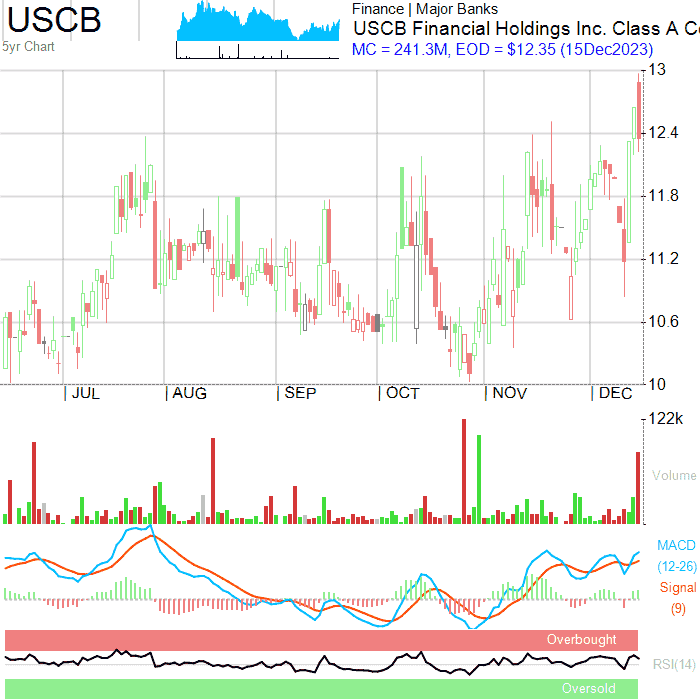 USCB
5yr Chart
Finance | Major Banks
USCB Financial Holdings Inc. Class A Co
MC = 241.3M, EOD = $12.35 (15Dec2023)
13
12.4
11.8
11.2
10.6
10
| JUL | AUG | SEP | OCT | NOV | DEC
122k
Volume
MACD
(12-26)
Signal
(9)
Overbought
RSI(14)
Oversold